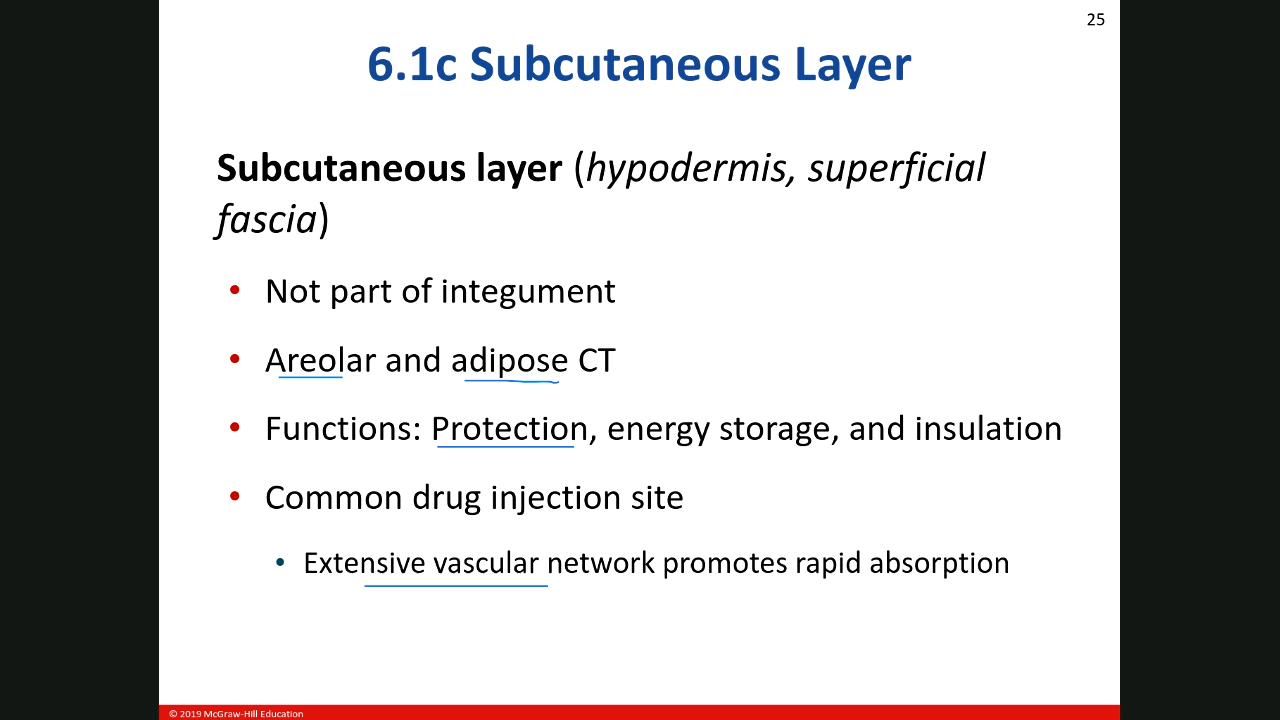 25
6.1c Subcutaneous Layer
Subcutaneous layer (hypodermis, superficial
fascia)
• Not part of integument
• Areolar and adipose CT
• Functions: Protection, energy storage, and insulation
• Common drug injection site
• Extensive vascular network promotes rapid absorption
© 2019 McGraw-Hill Education